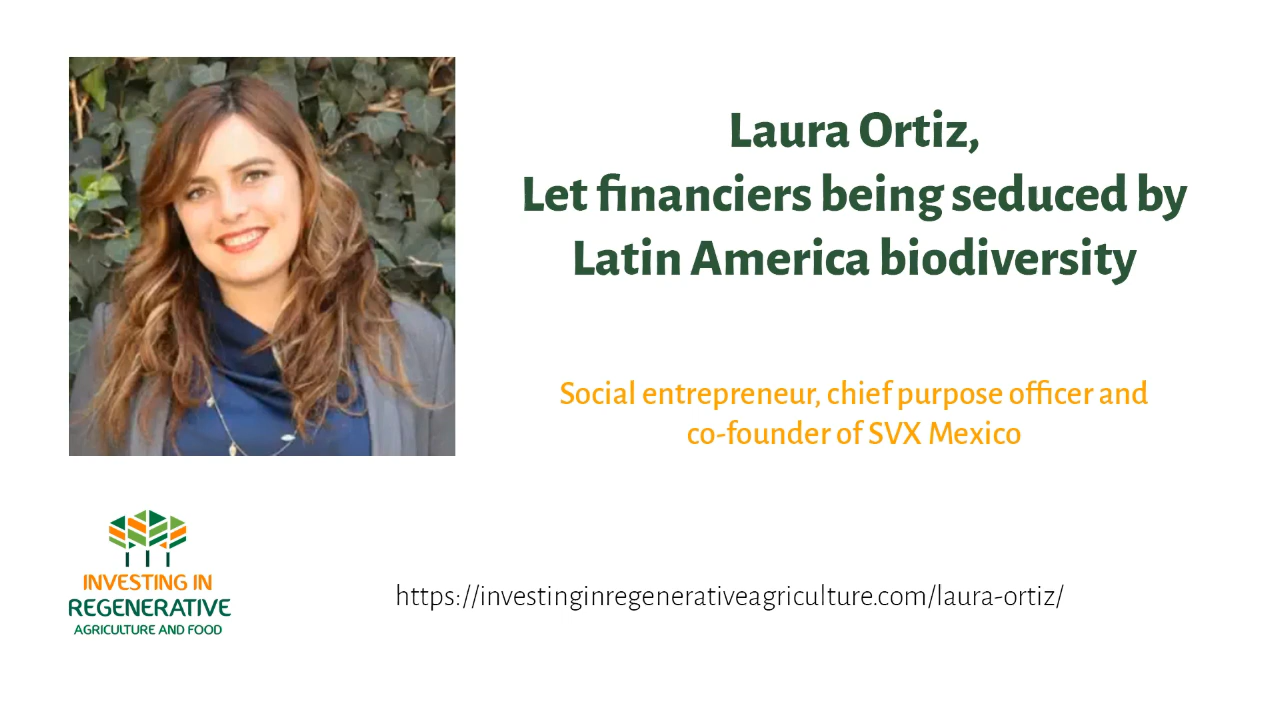 Laura Ortiz,
Let financiers being seduced by
Latin America biodiversity
Social entrepreneur, chief purpose officer and
co-founder of SVX Mexico
INVESTING IN
REGENERATIVE
AGRICULTURE AND FOOD
https://investinginregenerativeagriculture.com/laura-ortiz/